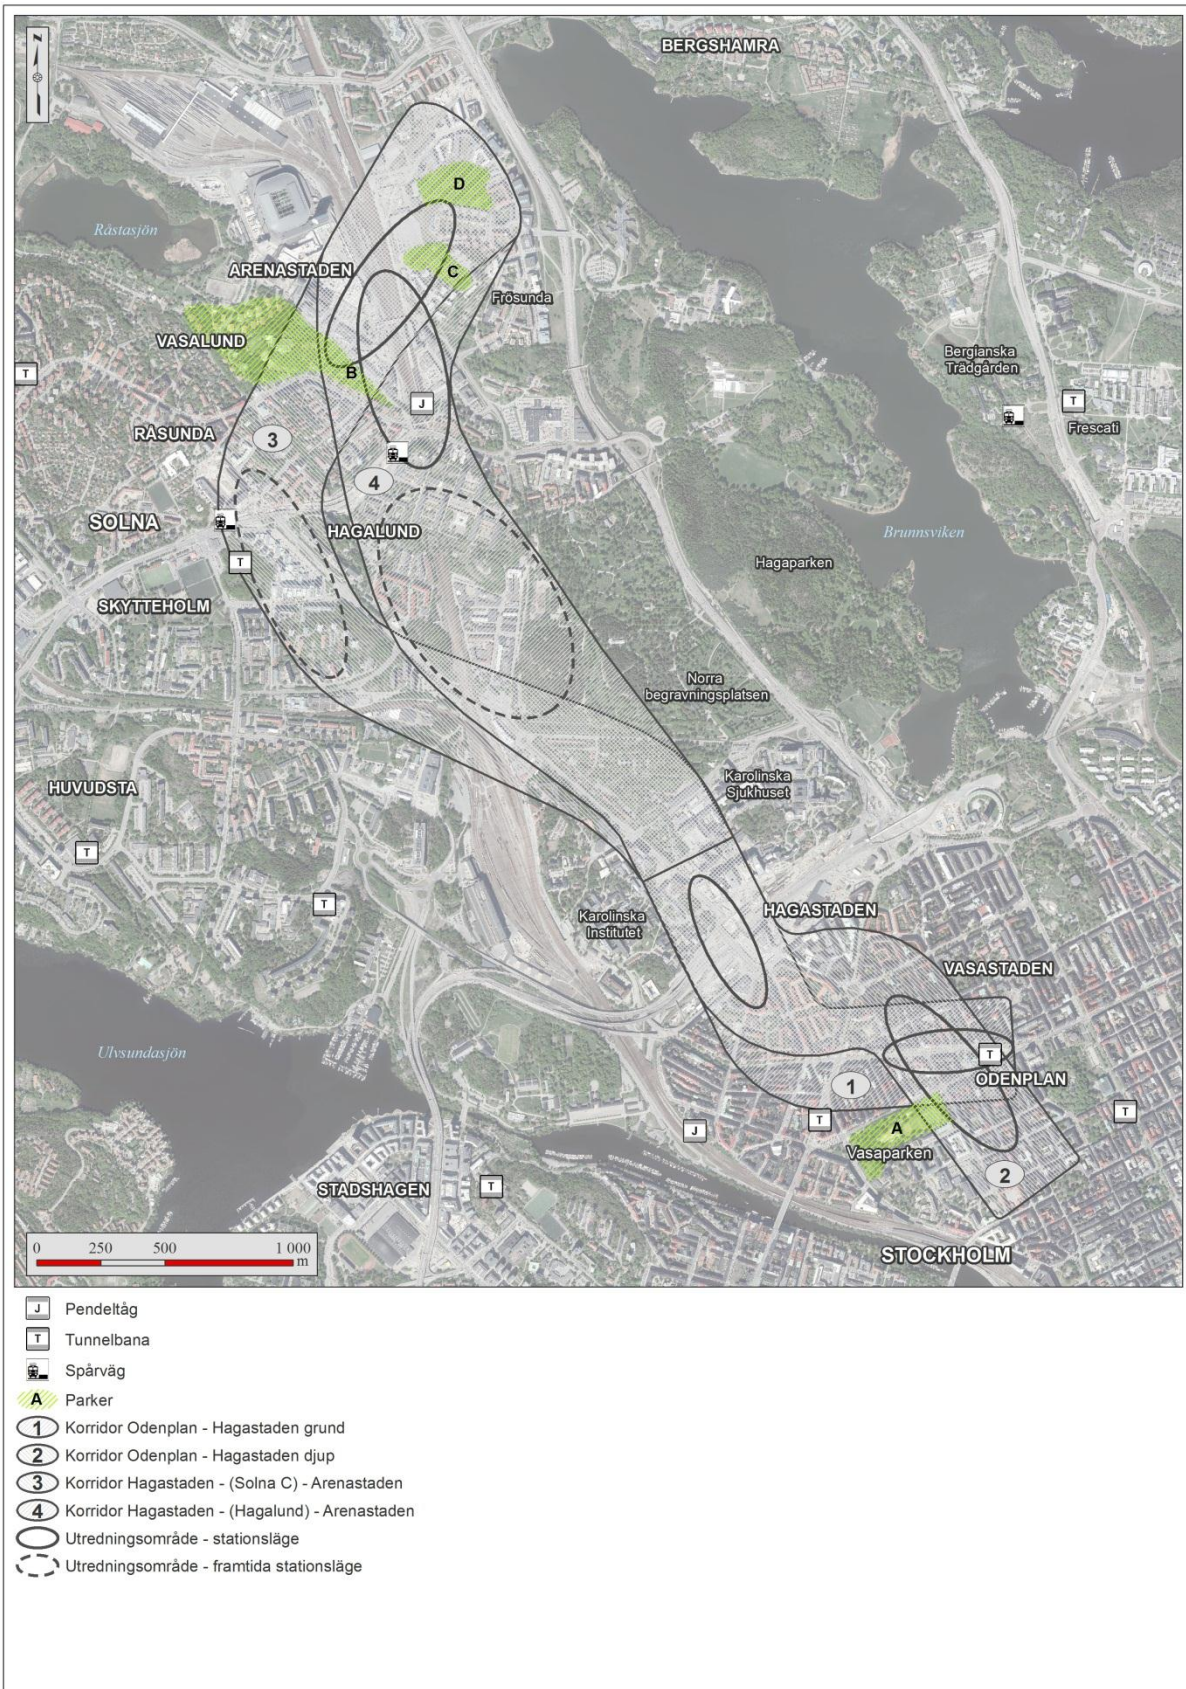 N
BERGSHAMRA
D
Råstasjön
ARENASTADEN
C
Frösunda
VASALUND
B
T
J
Bergianska
Trädgården
T
Frescati
RÅSUNDA
3
4
SOLNA
HAGALUND
Brunnsviken
T
Hagaparken
SKYTTEHOLM
Norra
begravningsplatsen
HUVUDSTA
Karolinska
Sjukhuset
T
T
Karolinska
Institutet
HAGASTADEN
VASASTADEN
Ulvsundasjön
T
ODENPLAN
1
T
T
J
A
Vasaparken
STADSHAGEN
T
2
STOCKHOLM
0 250 500 1 000
m
J Pendeltåg
T Tunnelbana
Spårväg
A Parker
1 Korridor Odenplan - Hagastaden grund
2 Korridor Odenplan - Hagastaden djup
3 Korridor Hagastaden - (Solna C) - Arenastaden
4 Korridor Hagastaden - (Hagalund) - Arenastaden
Utredningsområde - stationsläge
Utredningsområde - framtida stationsläge